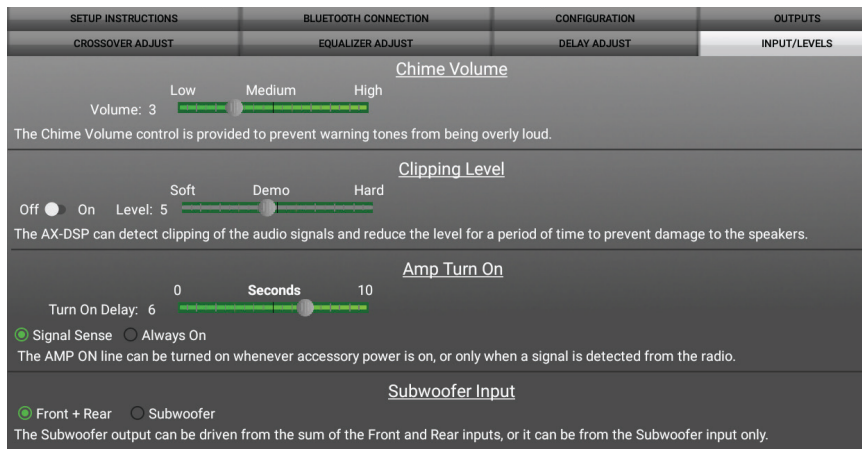 SETUP INSTRUCTIONS BLUETOOTH CONNECTION CONFIGURATION OUTPUTS
CROSSOVER ADJUST EQUALIZER ADJUST DELAY ADJUST INPUT/LEVELS
Chime Volume
Low Medium High
Volume: 3
The Chime Volume control is provided to prevent warning tones from being overly loud.
Clipping Level
Soft Demo Hard
Off On Level: 5
The AX-DSP can detect clipping of the audio signals and reduce the level for a period of time to prevent damage to the speakers.
Amp Turn On
0 Seconds 10
Turn On Delay: 6
Signal Sense Always On
The AMP ON line can be turned on whenever accessory power is on, or only when a signal is detected from the radio.
Subwoofer Input
Front + Rear Subwoofer
The Subwoofer output can be driven from the sum of the Front and Rear inputs, or it can be from the Subwoofer input only.